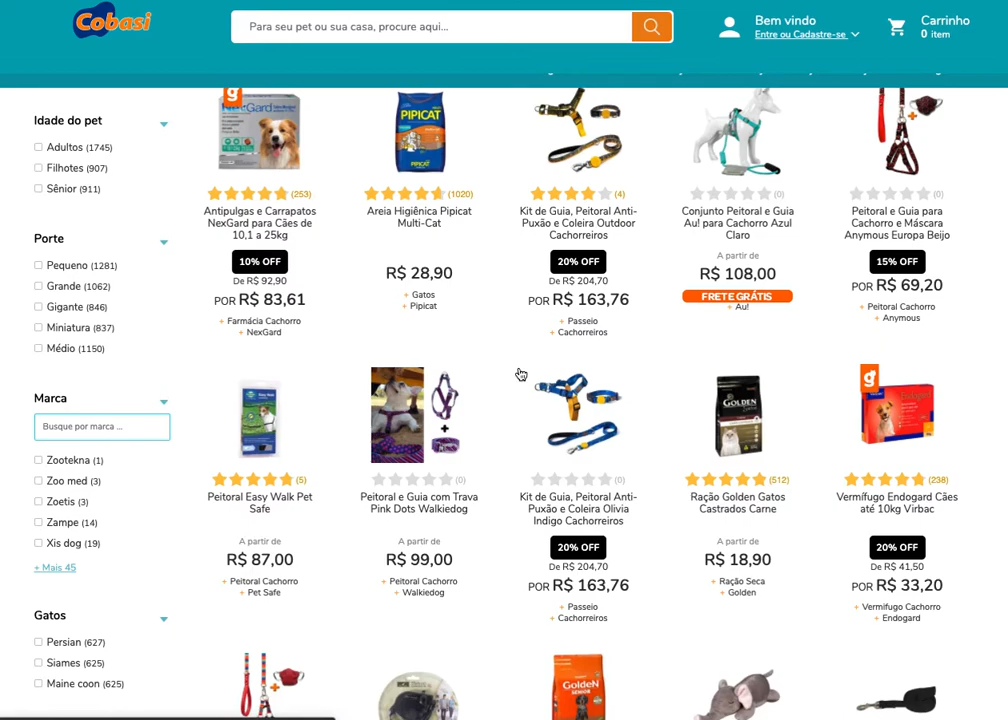 Cobasi
Para seu pet ou sua casa, procure aqui...
Bem vindo
Entre ou Cadastre-se
Carrinho
0 item
Idade do pet
Adultos (1745)
Filhotes (907)
Sênior (911)
Porte
Pequeno (1281)
Grande (1062)
Gigante (846)
Miniatura (837)
Médio (1150)
Marca
Busque por marca ...
Zootekna (1)
Zoo med (3)
Zoetis (3)
Zampe (14)
Xis dog (19)
+ Mais 45
Gatos
Persian (627)
Siames (625)
Maine coon (625)
g
NexGard
(253)
Antipulgas e Carrapatos
NexGard para Cães de
10,1 a 25kg
10% OFF
De R$ 92,90
POR R$ 83,61
+ Farmácia Cachorro
+ NexGard
PIPICAT
PIPICAT
(1020)
Areia Higiênica Pipicat
Multi-Cat
R$ 28,90
+ Gatos
+ Pipicat
(4)
Kit de Guia, Peitoral Anti-
Puxão e Coleira Outdoor
Cachorreiros
20% OFF
De R$ 204,70
POR R$ 163,76
+ Passeio
+ Cachorreiros
(0)
Conjunto Peitoral e Guia
Au! para Cachorro Azul
Claro
A partir de
R$ 108,00
FRETE GRÁTIS
+ Au!
+
(0)
Peitoral e Guia para
Cachorro e Máscara
Anymous Europa Beijo
15% OFF
POR R$ 69,20
+ Peitoral Cachorro
+ Anymous
(5)
Peitoral Easy Walk Pet
Safe
A partir de
R$ 87,00
+ Peitoral Cachorro
+ Pet Safe
+
(0)
Peitoral e Guia com Trava
Pink Dots Walkiedog
A partir de
R$ 99,00
+ Peitoral Cachorro
+ Walkiedog
(0)
Kit de Guia, Peitoral Anti-
Puxão e Coleira Olivia
Indigo Cachorreiros
20% OFF
De R$ 204,70
POR R$ 163,76
+ Passeio
+ Cachorreiros
GOLDEN
(512)
Ração Golden Gatos
Castrados Carne
A partir de
R$ 18,90
+ Ração Seca
+ Golden
g
Endogard
(238)
Vermífugo Endogard Cães
até 10kg Virbac
20% OFF
De R$ 41,50
POR R$ 33,20
+ Vermifugo Cachorro
+ Endogard
+
GOLDEN
SENIOR